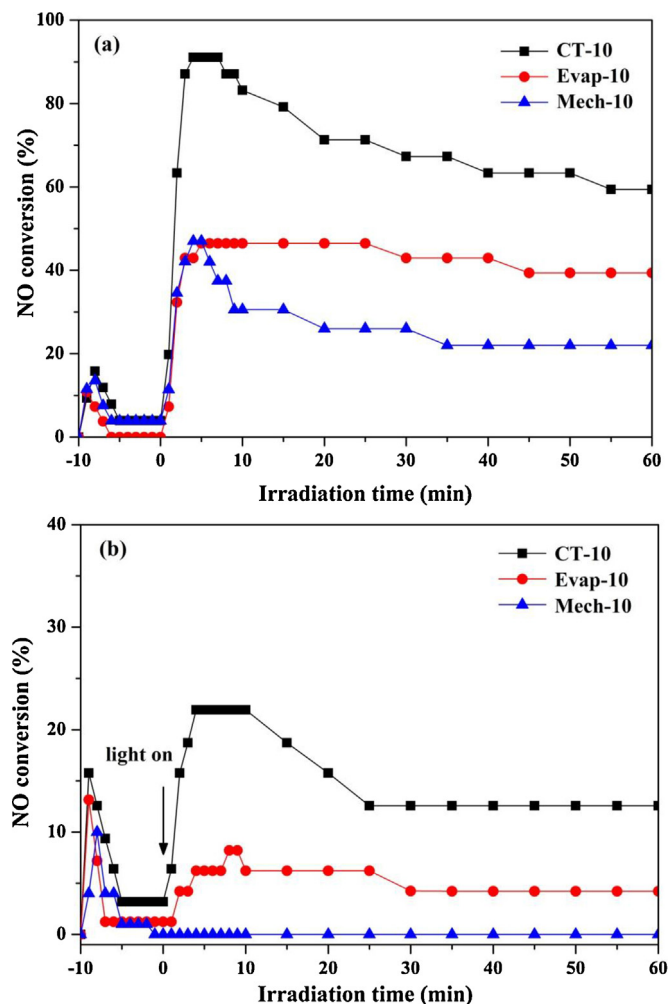 (a)
CT-10
Evap-10
Mech-10
NO conversion (%)
100
80
60
40
20
0
-10 0 10 20 30 40 50 60
Irradiation time (min)
(b)
CT-10
Evap-10
Mech-10
light on
NO conversion (%)
40
30
20
10
0
-10 0 10 20 30 40 50 60
Irradiation time (min)